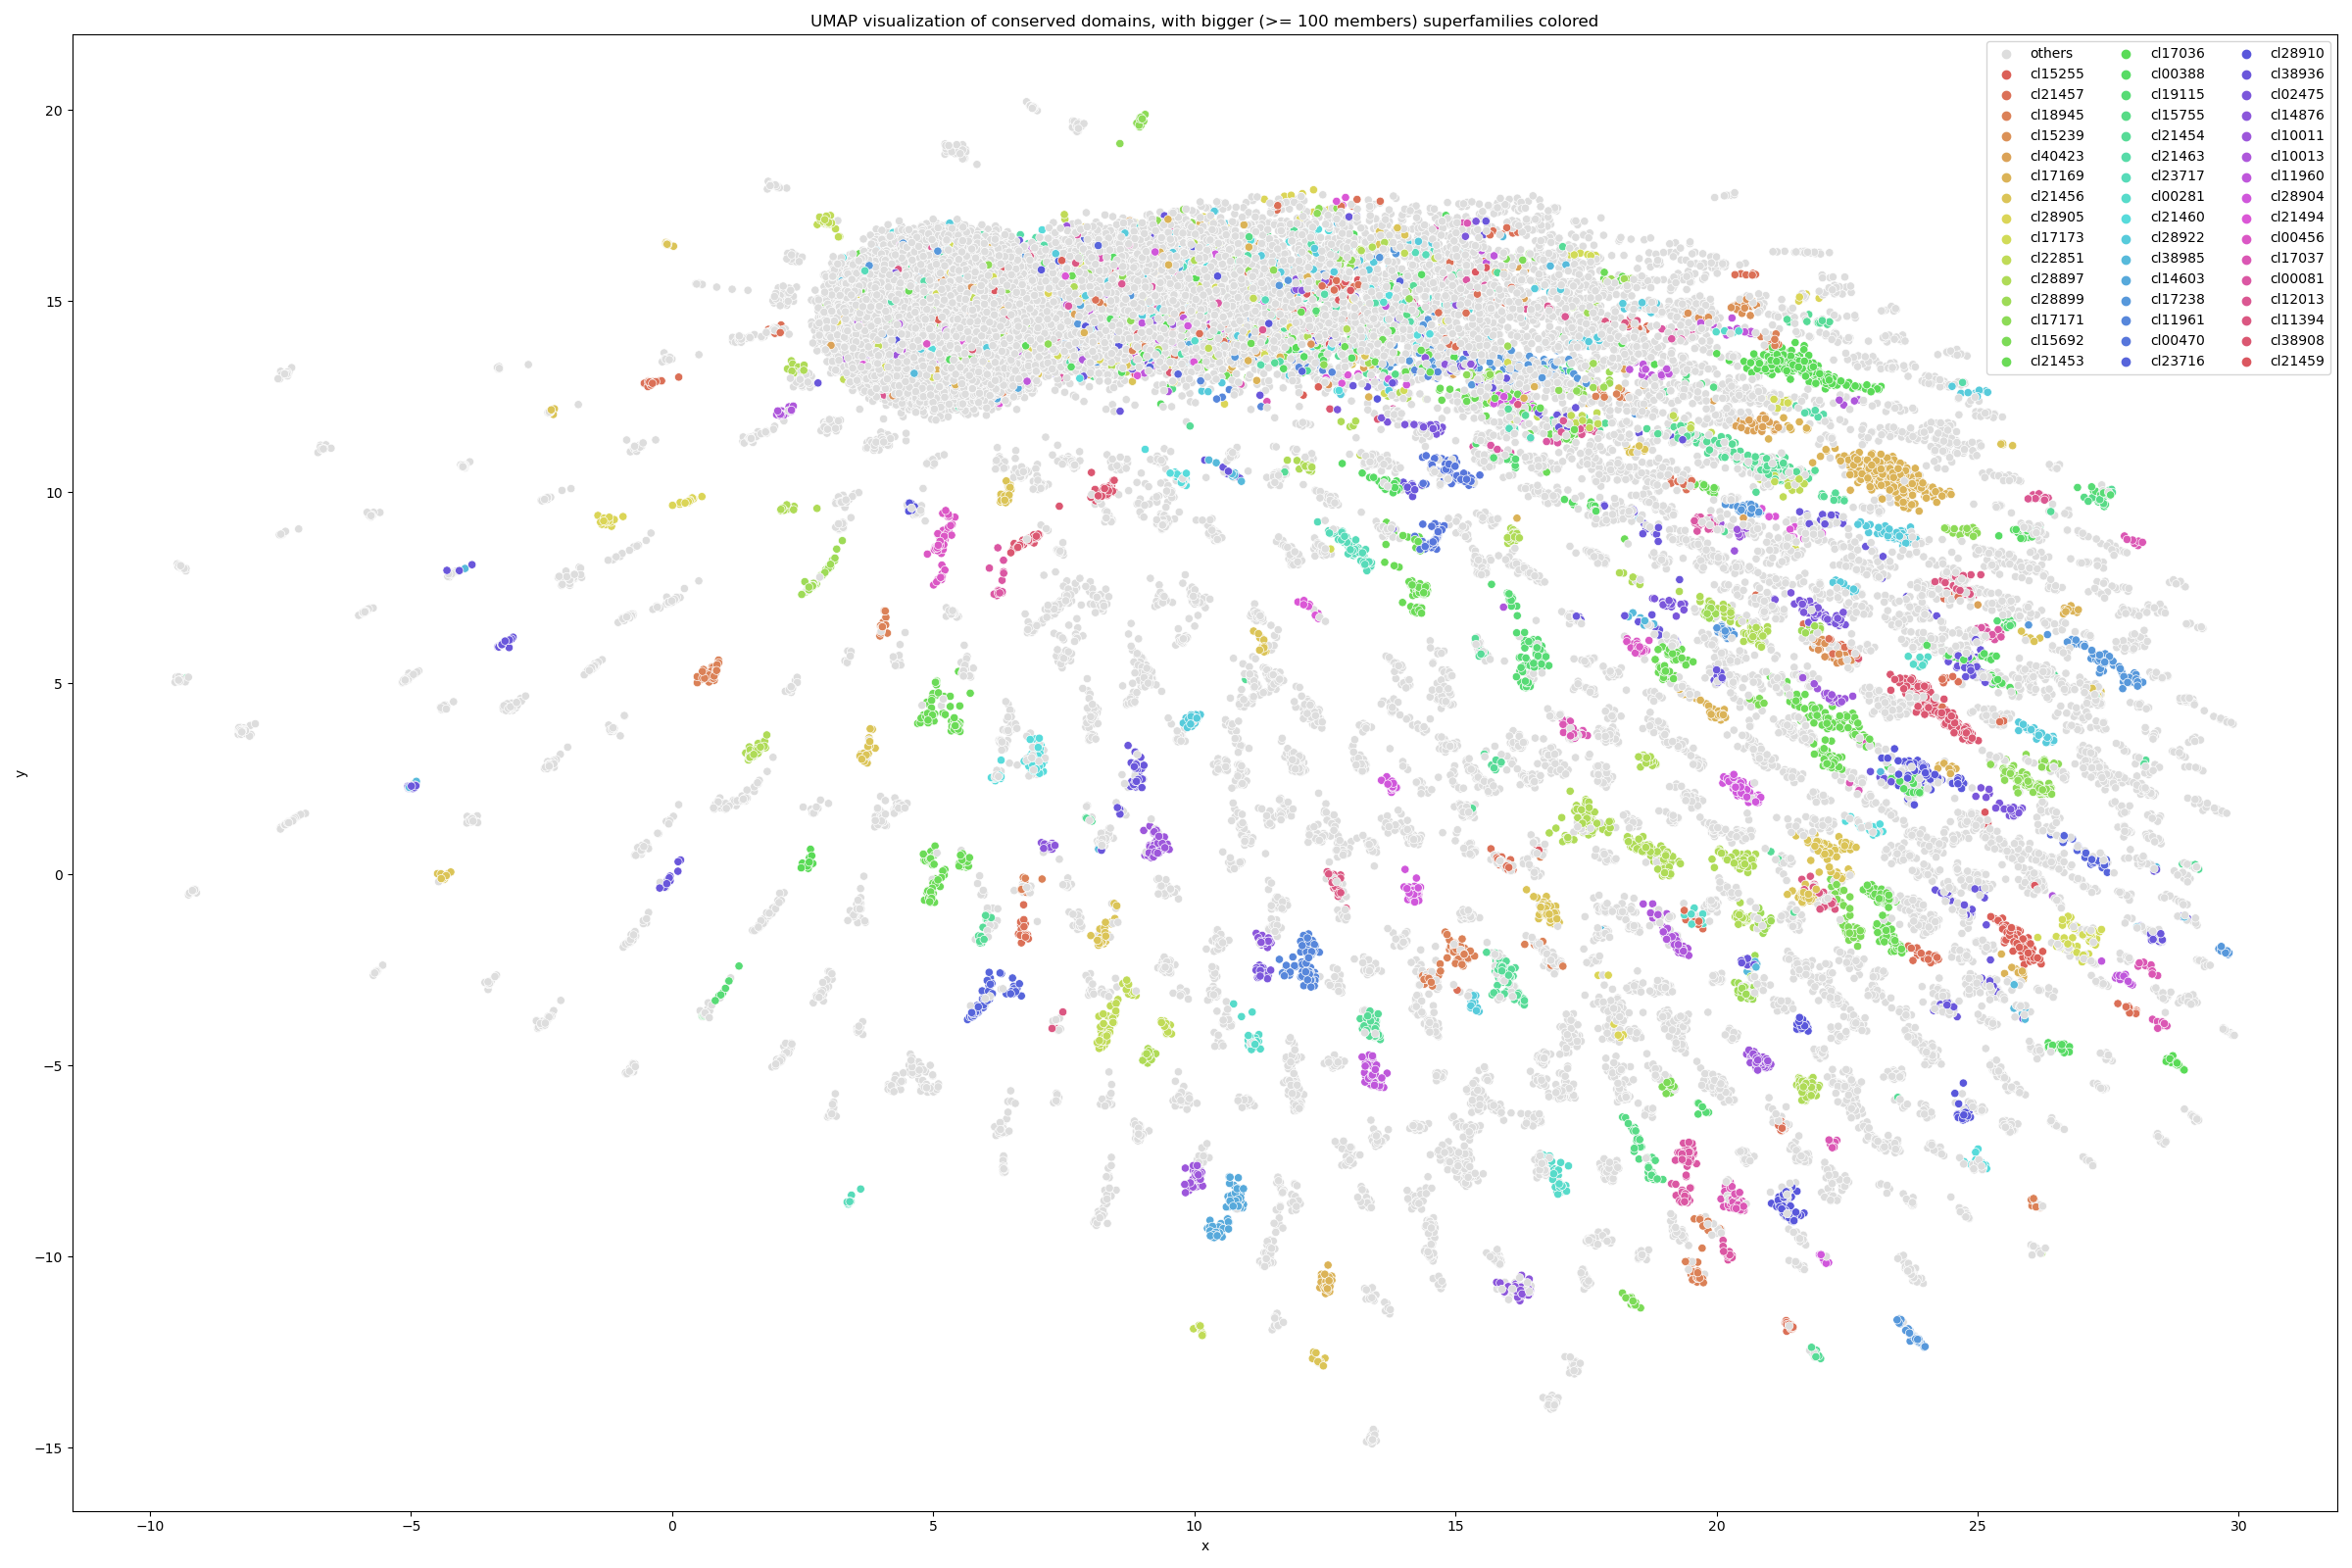 UMAP visualization of conserved domains, with bigger (>= 100 members) superfamilies colored
others cl17036 cl28910
cl15255 cl00388 cl38936
cl21457 cl19115 cl02475
cl18945 cl15755 cl14876
cl15239 cl21454 cl10011
cl40423 cl21463 cl10013
cl17169 cl23717 cl11960
cl21456 cl00281 cl28904
cl28905 cl21460 cl21494
cl17173 cl28922 cl00456
cl22851 cl38985 cl17037
cl28897 cl14603 cl00081
cl28899 cl17238 cl12013
cl17171 cl11961 cl11394
cl15692 cl00470 cl38908
cl21453 cl23716 cl21459
20
15
10
5
0
−5
−10
−15
y
−10 −5 0 5 10 15 20 25 30
x